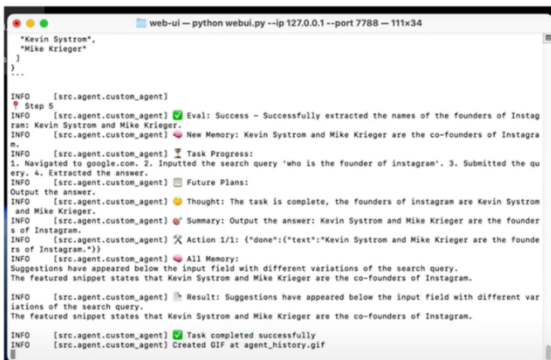 web-ui — python webui.py --ip 127.0.0.1 --port 7788 — 111×34
"Kevin Systrom",
"Mike Krieger"
]
}
```
INFO [src.agent.custom_agent]
📍 Step 5
INFO [src.agent.custom_agent] ✅ Eval: Success - Successfully extracted the names of the founders of Instag
ram: Kevin Systrom and Mike Krieger.
INFO [src.agent.custom_agent] 🧠 New Memory: Kevin Systrom and Mike Krieger are the co-founders of Instagra
m.
INFO [src.agent.custom_agent] ⏳ Task Progress:
1. Navigated to google.com. 2. Inputted the search query 'who is the founder of instagram'. 3. Submitted the qu
ery. 4. Extracted the answer.
INFO [src.agent.custom_agent] 📋 Future Plans:
Output the answer.
INFO [src.agent.custom_agent] 🤔 Thought: The task is complete, the founders of instagram are Kevin Systrom
and Mike Krieger.
INFO [src.agent.custom_agent] 🎯 Summary: Output the answer: Kevin Systrom and Mike Krieger are the founder
s of Instagram.
INFO [src.agent.custom_agent] 🛠 Action 1/1: {"done":{"text":"Kevin Systrom and Mike Krieger are the founde
rs of Instagram."}}
INFO [src.agent.custom_agent] 🧠 All Memory:
Suggestions have appeared below the input field with different variations of the search query.
The featured snippet states that Kevin Systrom and Mike Krieger are the co-founders of Instagram.
INFO [src.agent.custom_agent] 📄 Result: Suggestions have appeared below the input field with different var
iations of the search query.
The featured snippet states that Kevin Systrom and Mike Krieger are the co-founders of Instagram.
INFO [src.agent.custom_agent] ✅ Task completed successfully
INFO [src.agent.custom_agent] Created GIF at agent_history.gif